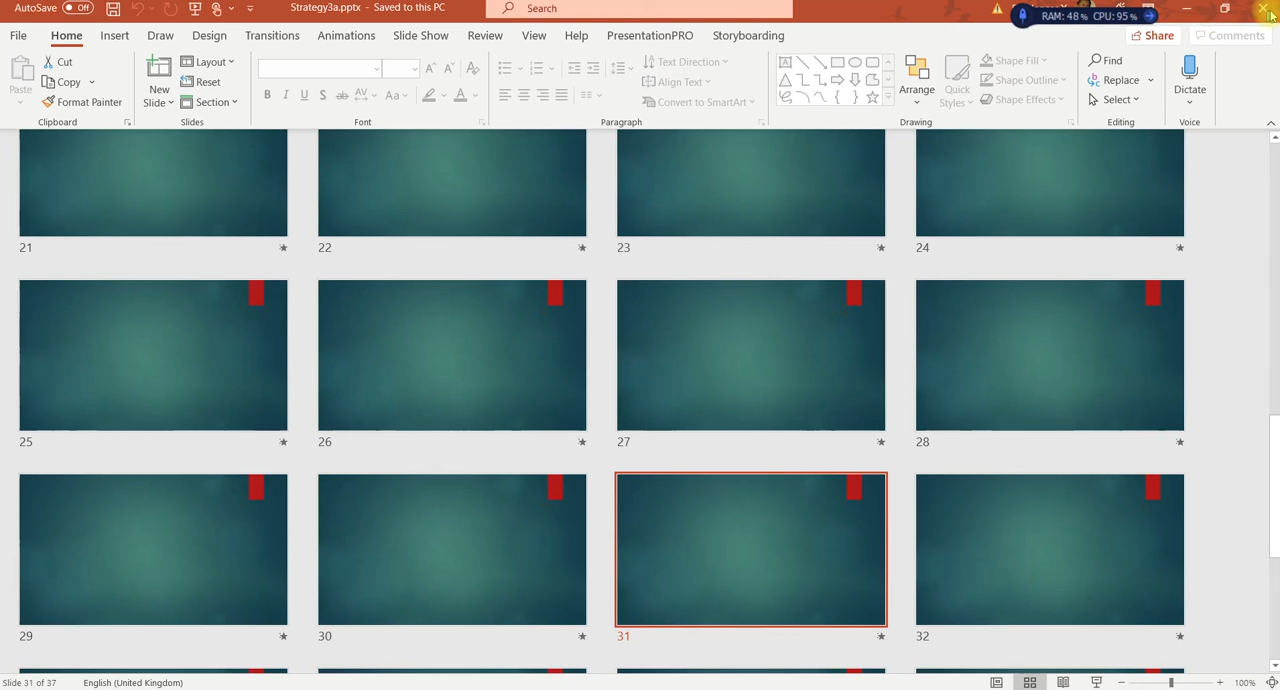 AutoSave Off Strategy3a.pptx - Saved to this PC Search RAM: 48% CPU: 95%
File Home Insert Draw Design Transitions Animations Slide Show Review View Help PresentationPRO Storyboarding Share Comments
Paste Cut Copy Format Painter Clipboard
New Slide Layout Reset Section Slides
B I U S ab AV Aa A Font
Text Direction Align Text Convert to SmartArt Paragraph
Arrange Quick Styles Shape Fill Shape Outline Shape Effects Drawing
Find Replace Select Editing
Dictate Voice
21 22 23 24
25 26 27 28
29 30 31 32
Slide 31 of 37 English (United Kingdom) 100%